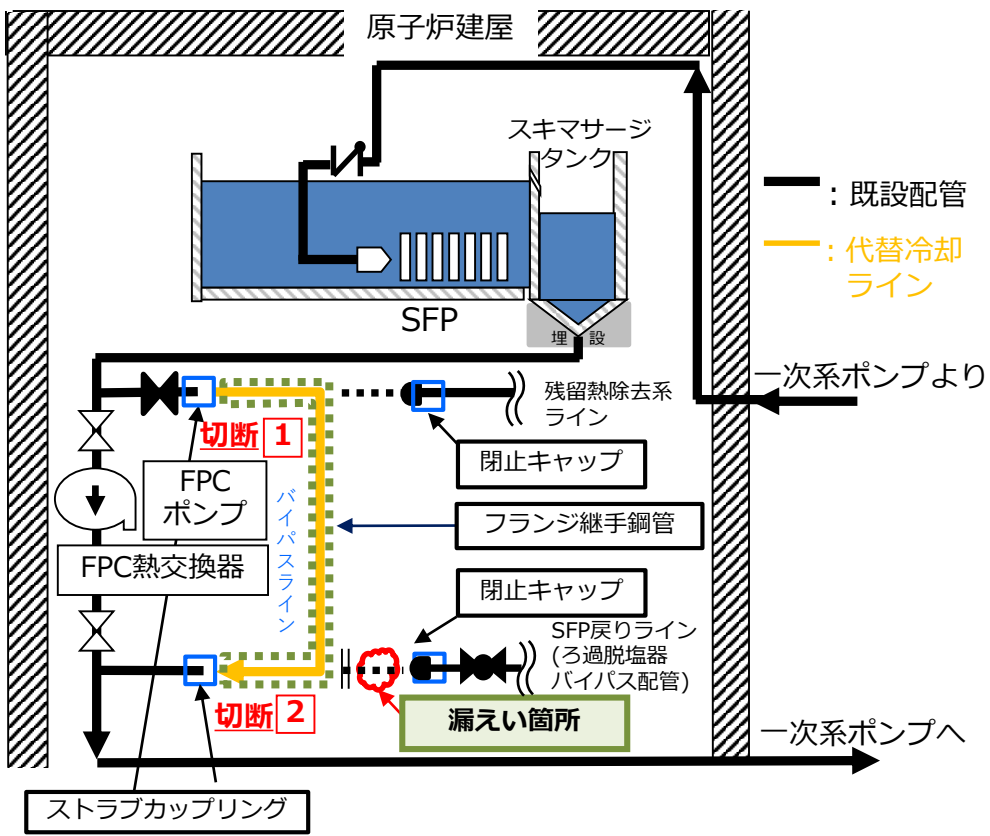 原子炉建屋
スキマサージ
タンク
：既設配管
：代替冷却
ライン
SFP
埋 設
一次系ポンプより
残留熱除去系
ライン
切断 1
閉止キャップ
FPC
ポンプ
バイパスライン
フランジ継手鋼管
FPC熱交換器
閉止キャップ
SFP戻りライン
(ろ過脱塩器
バイパス配管)
切断 2
漏えい箇所
一次系ポンプへ
ストラブカップリング